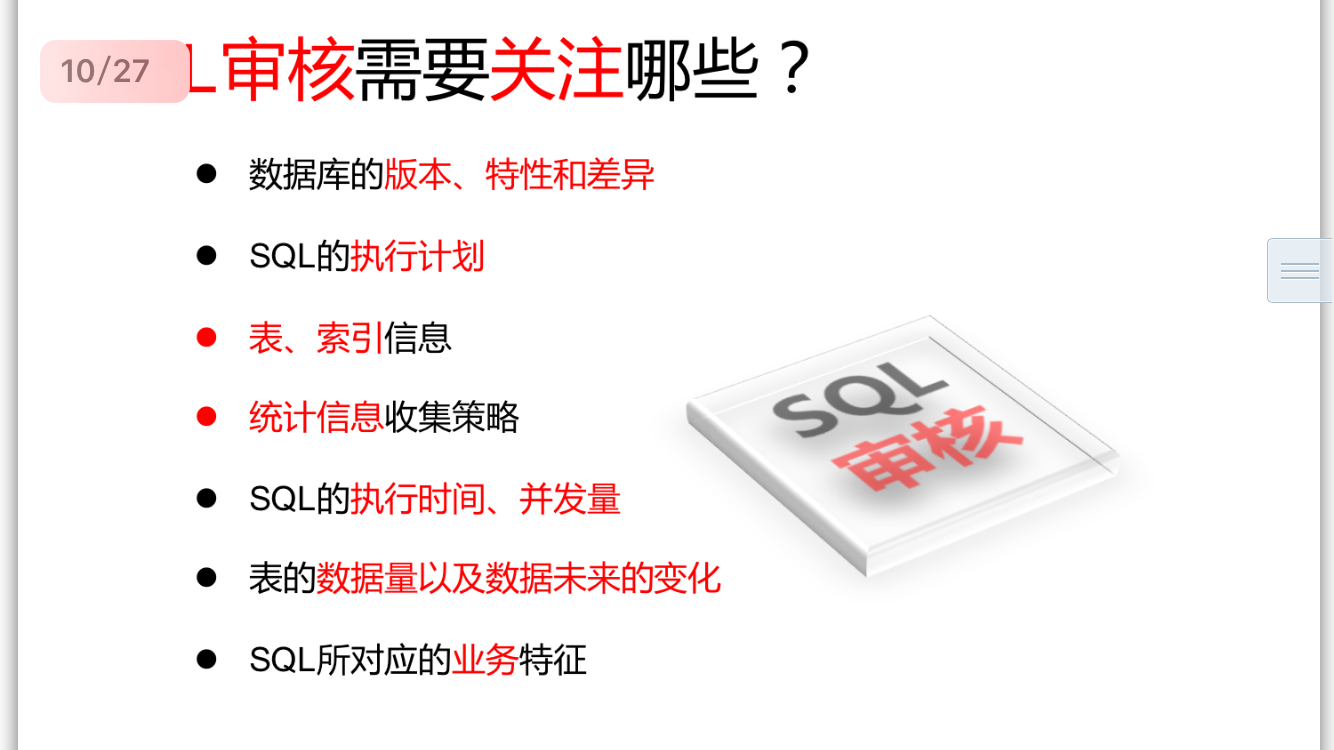 10/27
L审核需要关注哪些？
数据库的版本、特性和差异
SQL的执行计划
表、索引信息
统计信息收集策略
SQL的执行时间、并发量
表的数据量以及数据未来的变化
SQL所对应的业务特征
SQL
审核